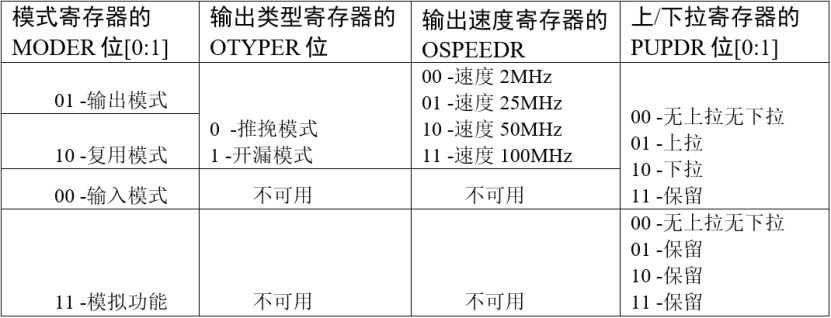 模式寄存器的
MODER 位[0:1]
输出类型寄存器的
OTYPER 位
输出速度寄存器的
OSPEEDR
上/下拉寄存器的
PUPDR 位[0:1]
01 -输出模式
10 -复用模式
0 -推挽模式
1 -开漏模式
00 -速度 2MHz
01 -速度 25MHz
10 -速度 50MHz
11 -速度 100MHz
00 -无上拉无下拉
01 -上拉
10 -下拉
11 -保留
00 -输入模式
不可用
不可用
11 -模拟功能
不可用
不可用
00 -无上拉无下拉
01 -保留
10 -保留
11 -保留